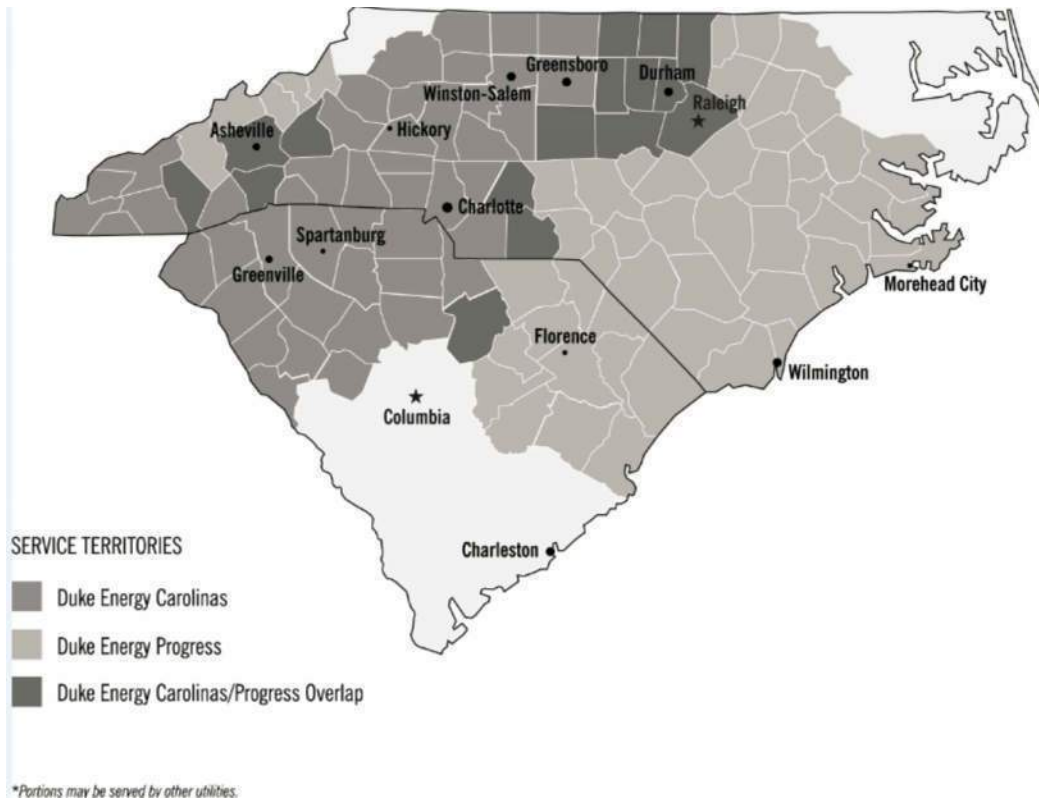 Greensboro
Durham
Winston-Salem
Raleigh
Asheville
Hickory
Charlotte
Spartanburg
Greenville
Morehead City
Florence
Wilmington
Columbia
Charleston
SERVICE TERRITORIES
Duke Energy Carolinas
Duke Energy Progress
Duke Energy Carolinas/Progress Overlap
*Portions may be served by other utilities.